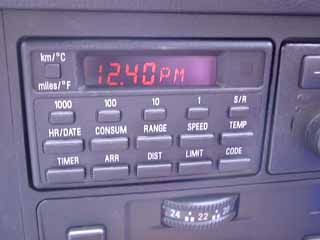 km/°C
12.40PM
miles/°F
1000 100 10 1 S/R
HR/DATE CONSUM RANGE SPEED TEMP
TIMER ARR DIST LIMIT CODE
24 22 20